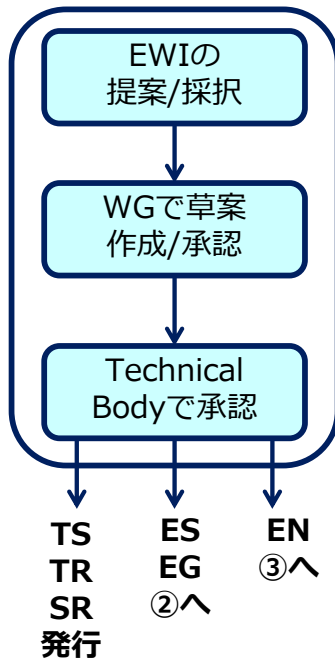 EWIの
提案/採択
WGで草案
作成/承認
Technical
Bodyで承認
TS
TR
SR
発行
ES
EG
②へ
EN
③へ